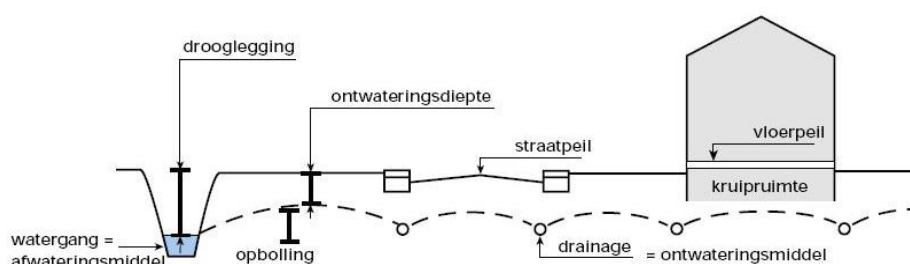 drooglegging
ontwateringsdiepte
straatpeil
vloerpeil
kruipruimte
watergang =
afwateringsmiddel
opbolling
drainage = ontwateringsmiddel